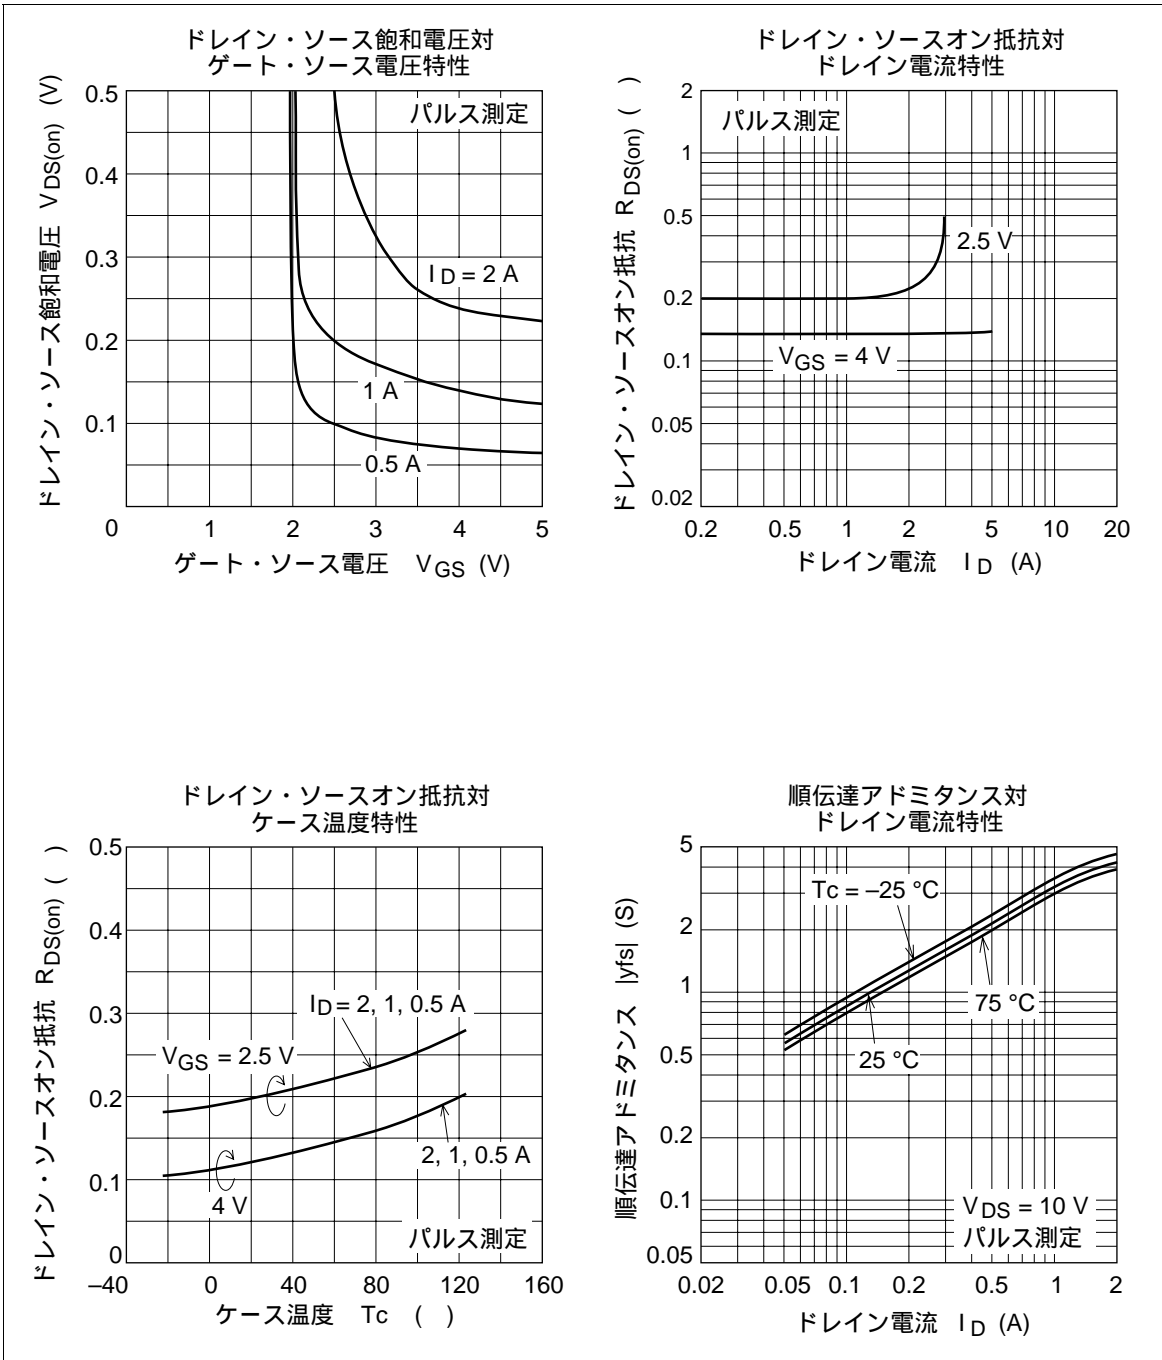 ドレイン・ソース飽和電圧対
ゲート・ソース電圧特性
ドレイン・ソース飽和電圧 VDS(on) (V)
0.5
0.4
0.3
0.2
0.1
0
パルス測定
ID = 2 A
1 A
0.5 A
1 2 3 4 5
ゲート・ソース電圧 VGS (V)
ドレイン・ソースオン抵抗対
ドレイン電流特性
ドレイン・ソースオン抵抗 RDS(on) ( )
2
1
0.5
0.2
0.1
0.05
0.02
パルス測定
2.5 V
VGS = 4 V
0.2 0.5 1 2 5 10 20
ドレイン電流 ID (A)
ドレイン・ソースオン抵抗対
ケース温度特性
ドレイン・ソースオン抵抗 RDS(on) ( )
0.5
0.4
0.3
0.2
0.1
0
ID = 2, 1, 0.5 A
VGS = 2.5 V
2, 1, 0.5 A
4 V
パルス測定
–40 0 40 80 120 160
ケース温度 Tc ( )
順伝達アドミタンス対
ドレイン電流特性
順伝達アドミタンス |yfs| (S)
5
2
1
0.5
0.2
0.1
0.05
Tc = –25 °C
75 °C
25 °C
VDS = 10 V
パルス測定
0.02 0.05 0.1 0.2 0.5 1 2
ドレイン電流 ID (A)